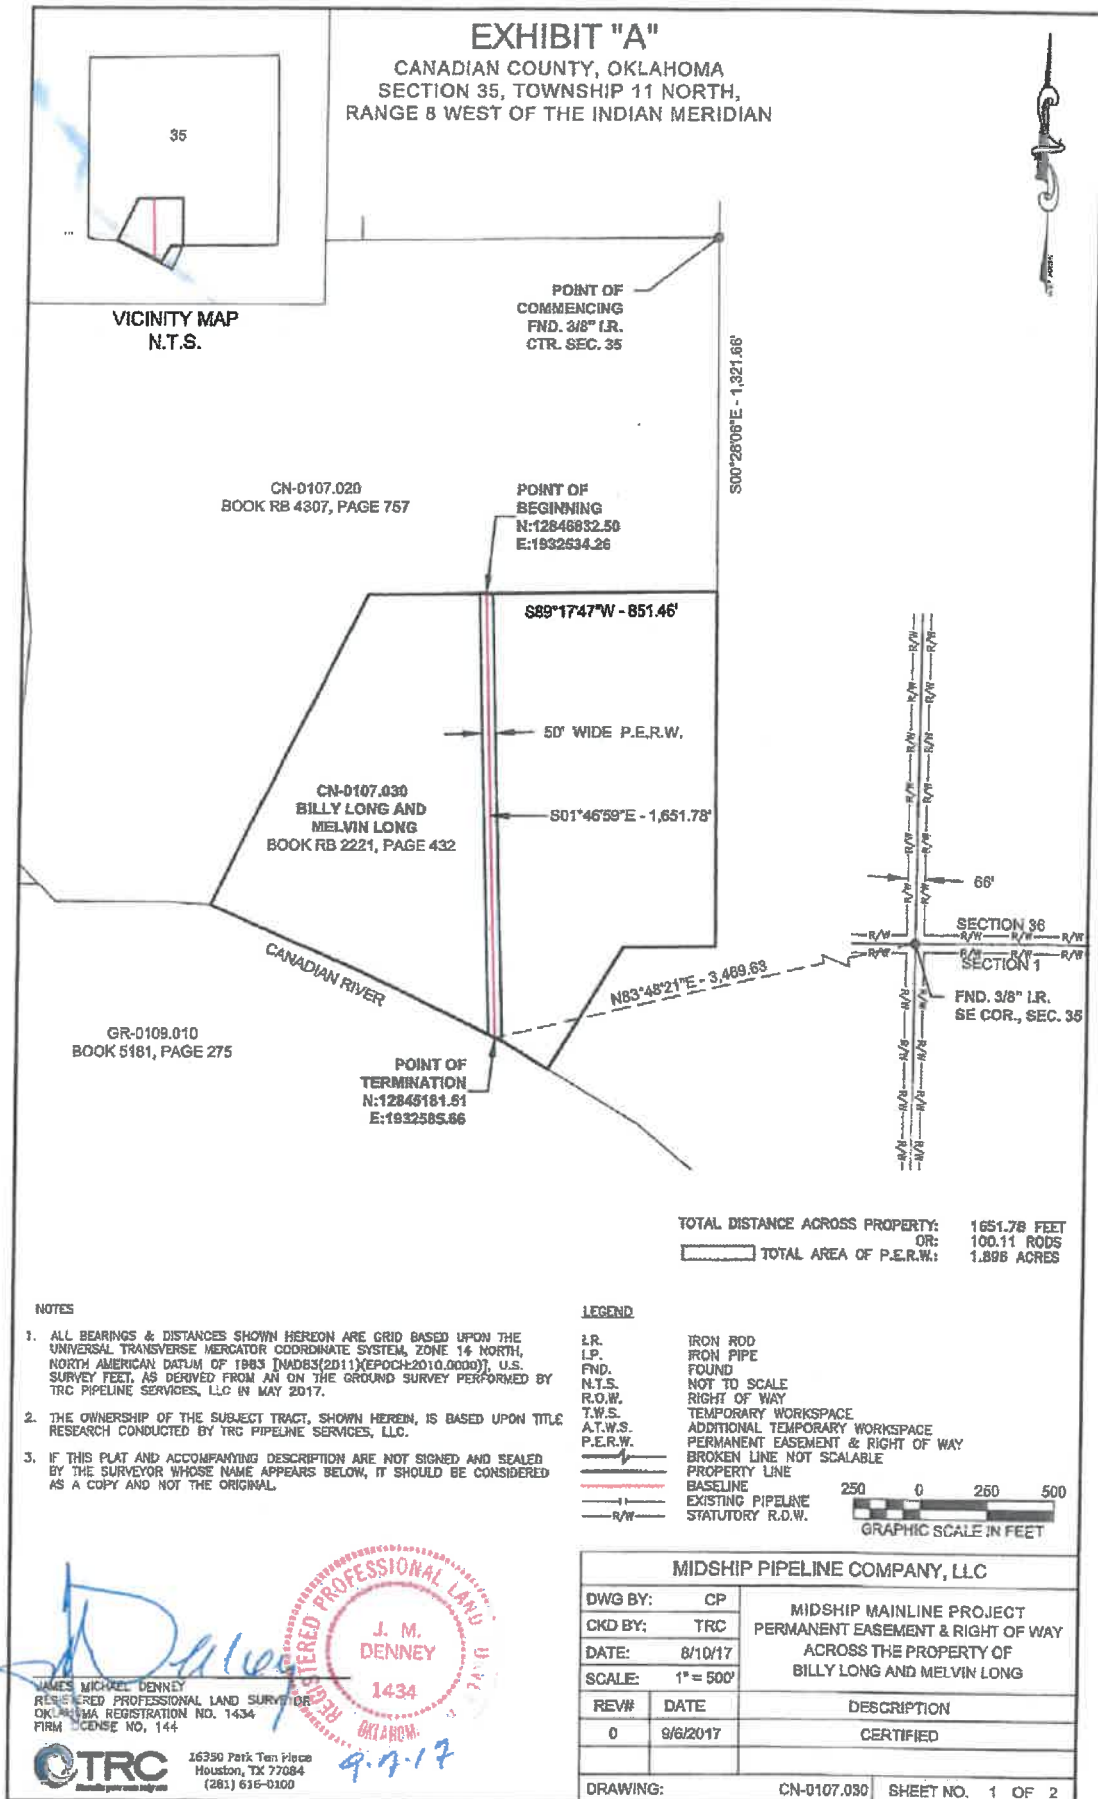 EXHIBIT "A"
CANADIAN COUNTY, OKLAHOMA
SECTION 35, TOWNSHIP 11 NORTH,
RANGE 8 WEST OF THE INDIAN MERIDIAN
35
VICINITY MAP
N.T.S.
POINT OF
COMMENCING
FND. 3/8" I.R.
CTR. SEC. 35
S00°28'06"E - 1,321.66'
CN-0107.020
BOOK RB 4307, PAGE 757
POINT OF
BEGINNING
N:12846832.50
E:1932534.26
S89°17'47"W - 851.46'
50' WIDE P.E.R.W.
CN-0107.030
BILLY LONG AND
MELVIN LONG
BOOK RB 2221, PAGE 432
S01°46'59"E - 1,651.78'
66'
R/W
SECTION 36
SECTION 1
FND. 3/8" I.R.
SE COR., SEC. 35
N83°48'21"E - 3,469.63
CANADIAN RIVER
GR-0109.010
BOOK 5181, PAGE 275
POINT OF
TERMINATION
N:12845181.51
E:1932585.66
TOTAL DISTANCE ACROSS PROPERTY: 1651.78 FEET
OR: 100.11 RODS
TOTAL AREA OF P.E.R.W.: 1.896 ACRES
NOTES
1. ALL BEARINGS & DISTANCES SHOWN HEREON ARE GRID BASED UPON THE
UNIVERSAL TRANSVERSE MERCATOR COORDINATE SYSTEM, ZONE 14 NORTH,
NORTH AMERICAN DATUM OF 1983 [NAD83(2011)(EPOCH:2010.0000)], U.S.
SURVEY FEET, AS DERIVED FROM AN ON THE GROUND SURVEY PERFORMED BY
TRC PIPELINE SERVICES, LLC IN MAY 2017.
2. THE OWNERSHIP OF THE SUBJECT TRACT, SHOWN HEREIN, IS BASED UPON TITLE
RESEARCH CONDUCTED BY TRC PIPELINE SERVICES, LLC.
3. IF THIS PLAT AND ACCOMPANYING DESCRIPTION ARE NOT SIGNED AND SEALED
BY THE SURVEYOR WHOSE NAME APPEARS BELOW, IT SHOULD BE CONSIDERED
AS A COPY AND NOT THE ORIGINAL.
LEGEND
I.R. IRON ROD
I.P. IRON PIPE
FND. FOUND
N.T.S. NOT TO SCALE
R.O.W. RIGHT OF WAY
T.W.S. TEMPORARY WORKSPACE
A.T.W.S. ADDITIONAL TEMPORARY WORKSPACE
P.E.R.W. PERMANENT EASEMENT & RIGHT OF WAY
BROKEN LINE NOT SCALABLE
PROPERTY LINE
BASELINE
EXISTING PIPELINE
R/W STATUTORY R.O.W.
250 0 250 500
GRAPHIC SCALE IN FEET
REGISTERED PROFESSIONAL LAND
J. M.
DENNEY
1434
OKLAHOM
9.7.17
JAMES MICHAEL DENNEY
REGISTERED PROFESSIONAL LAND SURVEYOR
OKLAHOMA REGISTRATION NO. 1434
FIRM LICENSE NO. 144
TRC
16350 Park Ten Place
Houston, TX 77084
(281) 616-0100
MIDSHIP PIPELINE COMPANY, LLC
DWG BY: CP
CKD BY: TRC
DATE: 8/10/17
SCALE: 1" = 500'
MIDSHIP MAINLINE PROJECT
PERMANENT EASEMENT & RIGHT OF WAY
ACROSS THE PROPERTY OF
BILLY LONG AND MELVIN LONG
REV# DATE DESCRIPTION
0 9/6/2017 CERTIFIED
DRAWING: CN-0107.030 SHEET NO. 1 OF 2